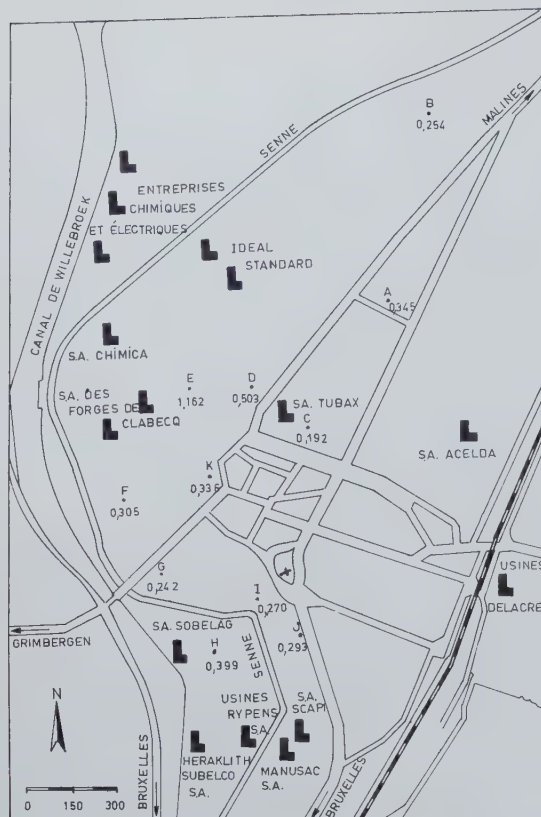 B
0,254
MALINES
SENNE
CANAL DE WILLEBROEK
ENTREPRISES
CHIMIQUES
ET ÉLECTRIQUES
IDEAL
STANDARD
A
0,345
S.A. CHIMICA
S.A. DES
FORGES DE
CLABECQ
E
1,162
D
0,503
S.A. TUBAX
C
0,192
S.A. ACELDA
K
0,336
F
0,305
G
0,242
I
0,270
USINES
DELACRE
GRIMBERGEN
S.A. SOBELAG
H
0,399
SENNE
J
0,293
N
USINES
RYPENS
S.A.
S.A.
SCAPI
HERAKLITH
SUBELCO
S.A.
MANUSAC
S.A.
BRUXELLES
BRUXELLES
0 150 300